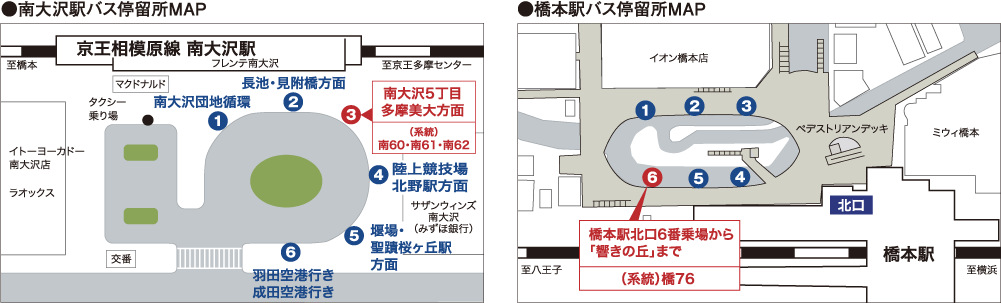 ●南大沢駅バス停留所MAP
京王相模原線 南大沢駅
フレンテ南大沢
至橋本
至京王多摩センター
マクドナルド
長池・見附橋方面
タクシー
乗り場
南大沢団地循環
1
2
3
南大沢5丁目
多摩美大方面
(系統)
南60・南61・南62
イトーヨーカドー
南大沢店
ラオックス
4
陸上競技場
北野駅方面
サザンウィンズ
南大沢
(みずほ銀行)
5
堰場・
聖蹟桜ヶ丘駅
方面
交番
6
羽田空港行き
成田空港行き
●橋本駅バス停留所MAP
イオン橋本店
1
2
3
ペデストリアンデッキ
ミウィ橋本
6
5
4
北口
橋本駅北口6番乗場から
「響きの丘」まで
(系統)橋76
橋本駅
至八王子
至横浜